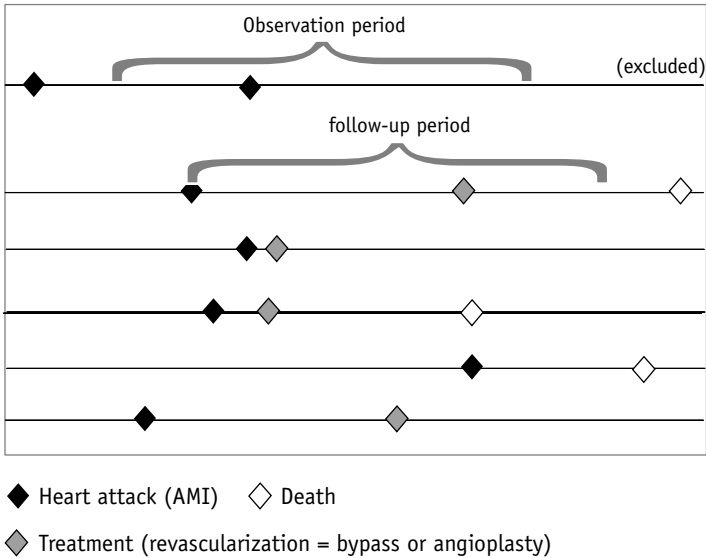 Observation period
(excluded)
follow-up period
Heart attack (AMI) Death
Treatment (revascularization = bypass or angioplasty)